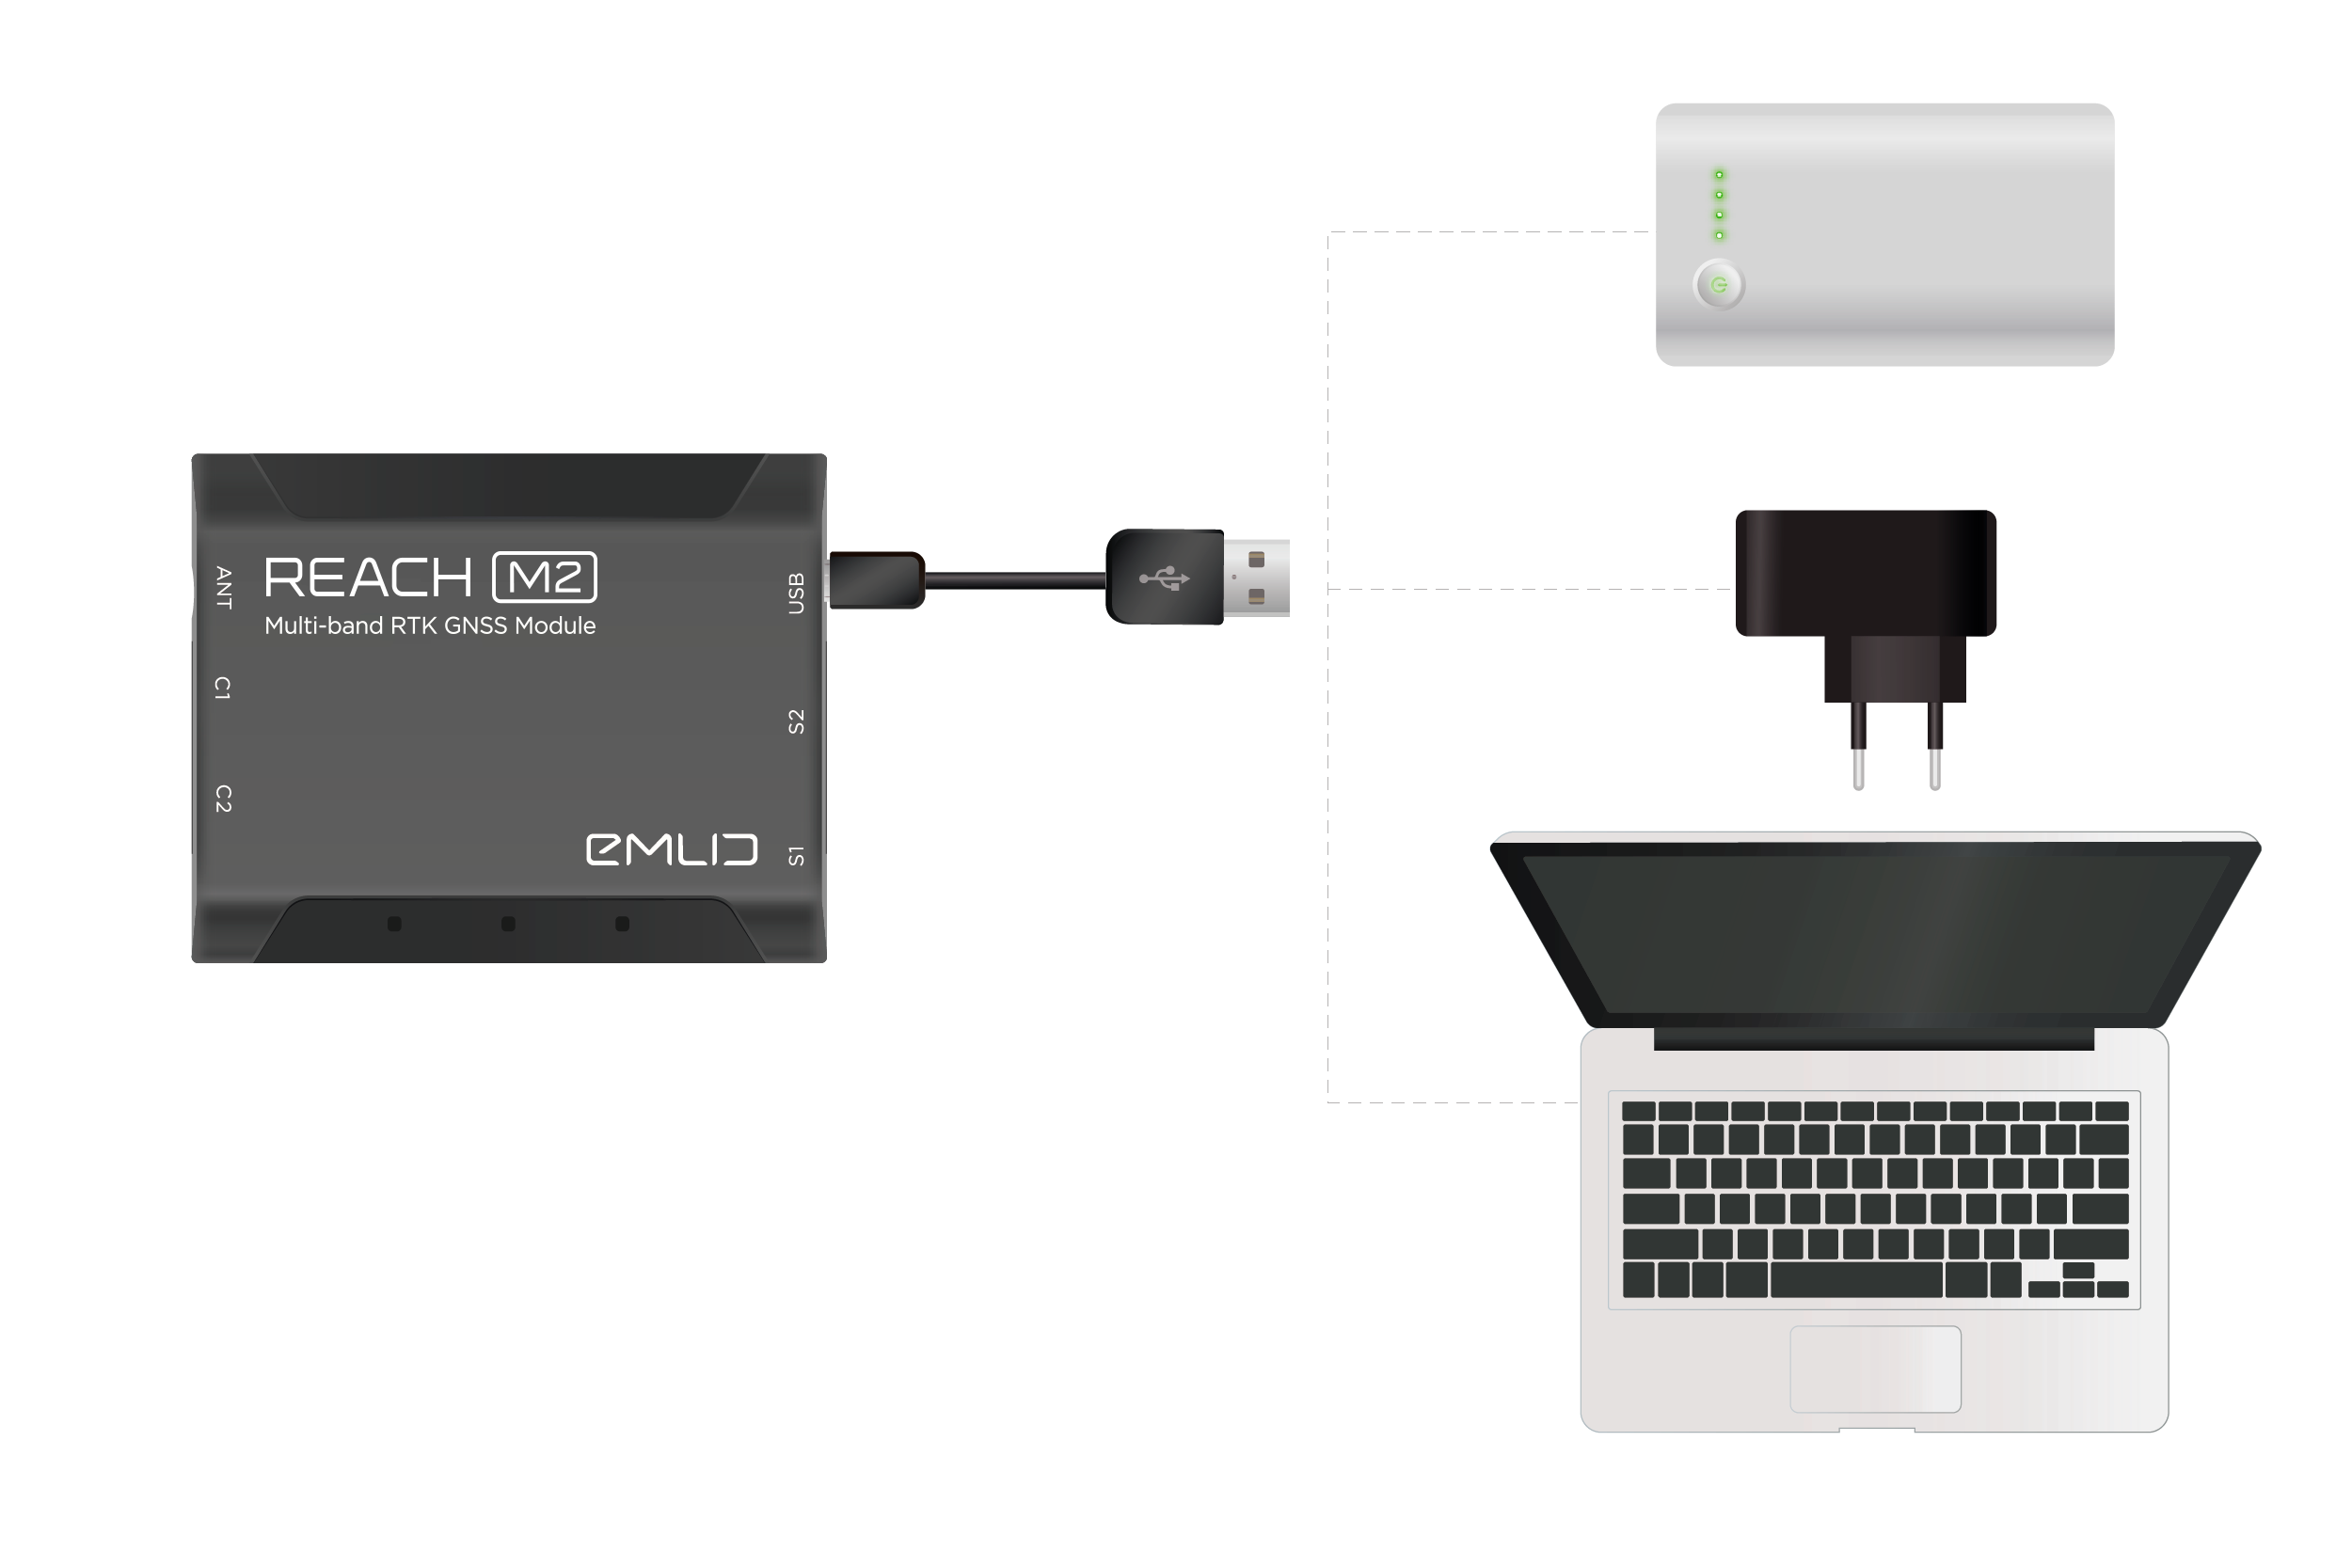 REACH M2
Multi-band RTK GNSS Module
ANT
C1
C2
USB
S2
S1
EMLID